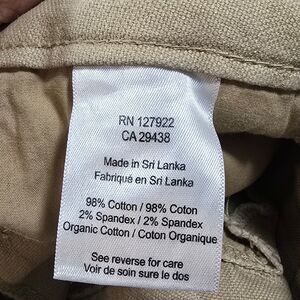 RN 127922
CA 29438
Made in Sri Lanka
Fabriqué en Sri Lanka
98% Cotton / 98% Coton
2% Spandex / 2% Spandex
Organic Cotton / Coton Organique
See reverse for care
Voir de soin sure le dos